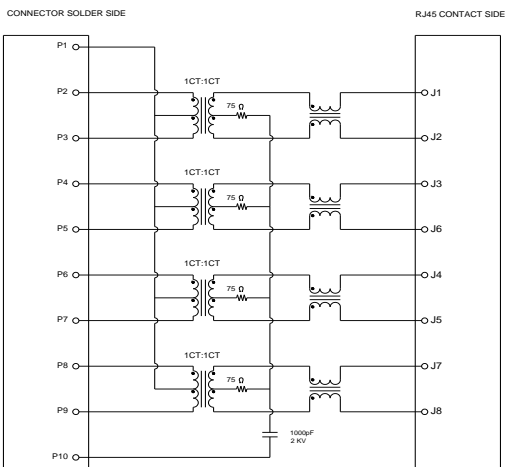 CONNECTOR SOLDER SIDE
RJ45 CONTACT SIDE
P1
1CT:1CT
P2
75 Ω
J1
P3
J2
1CT:1CT
P4
75 Ω
J3
P5
J6
1CT:1CT
P6
75 Ω
J4
P7
J5
1CT:1CT
P8
75 Ω
J7
P9
J8
1000pF
2 KV
P10